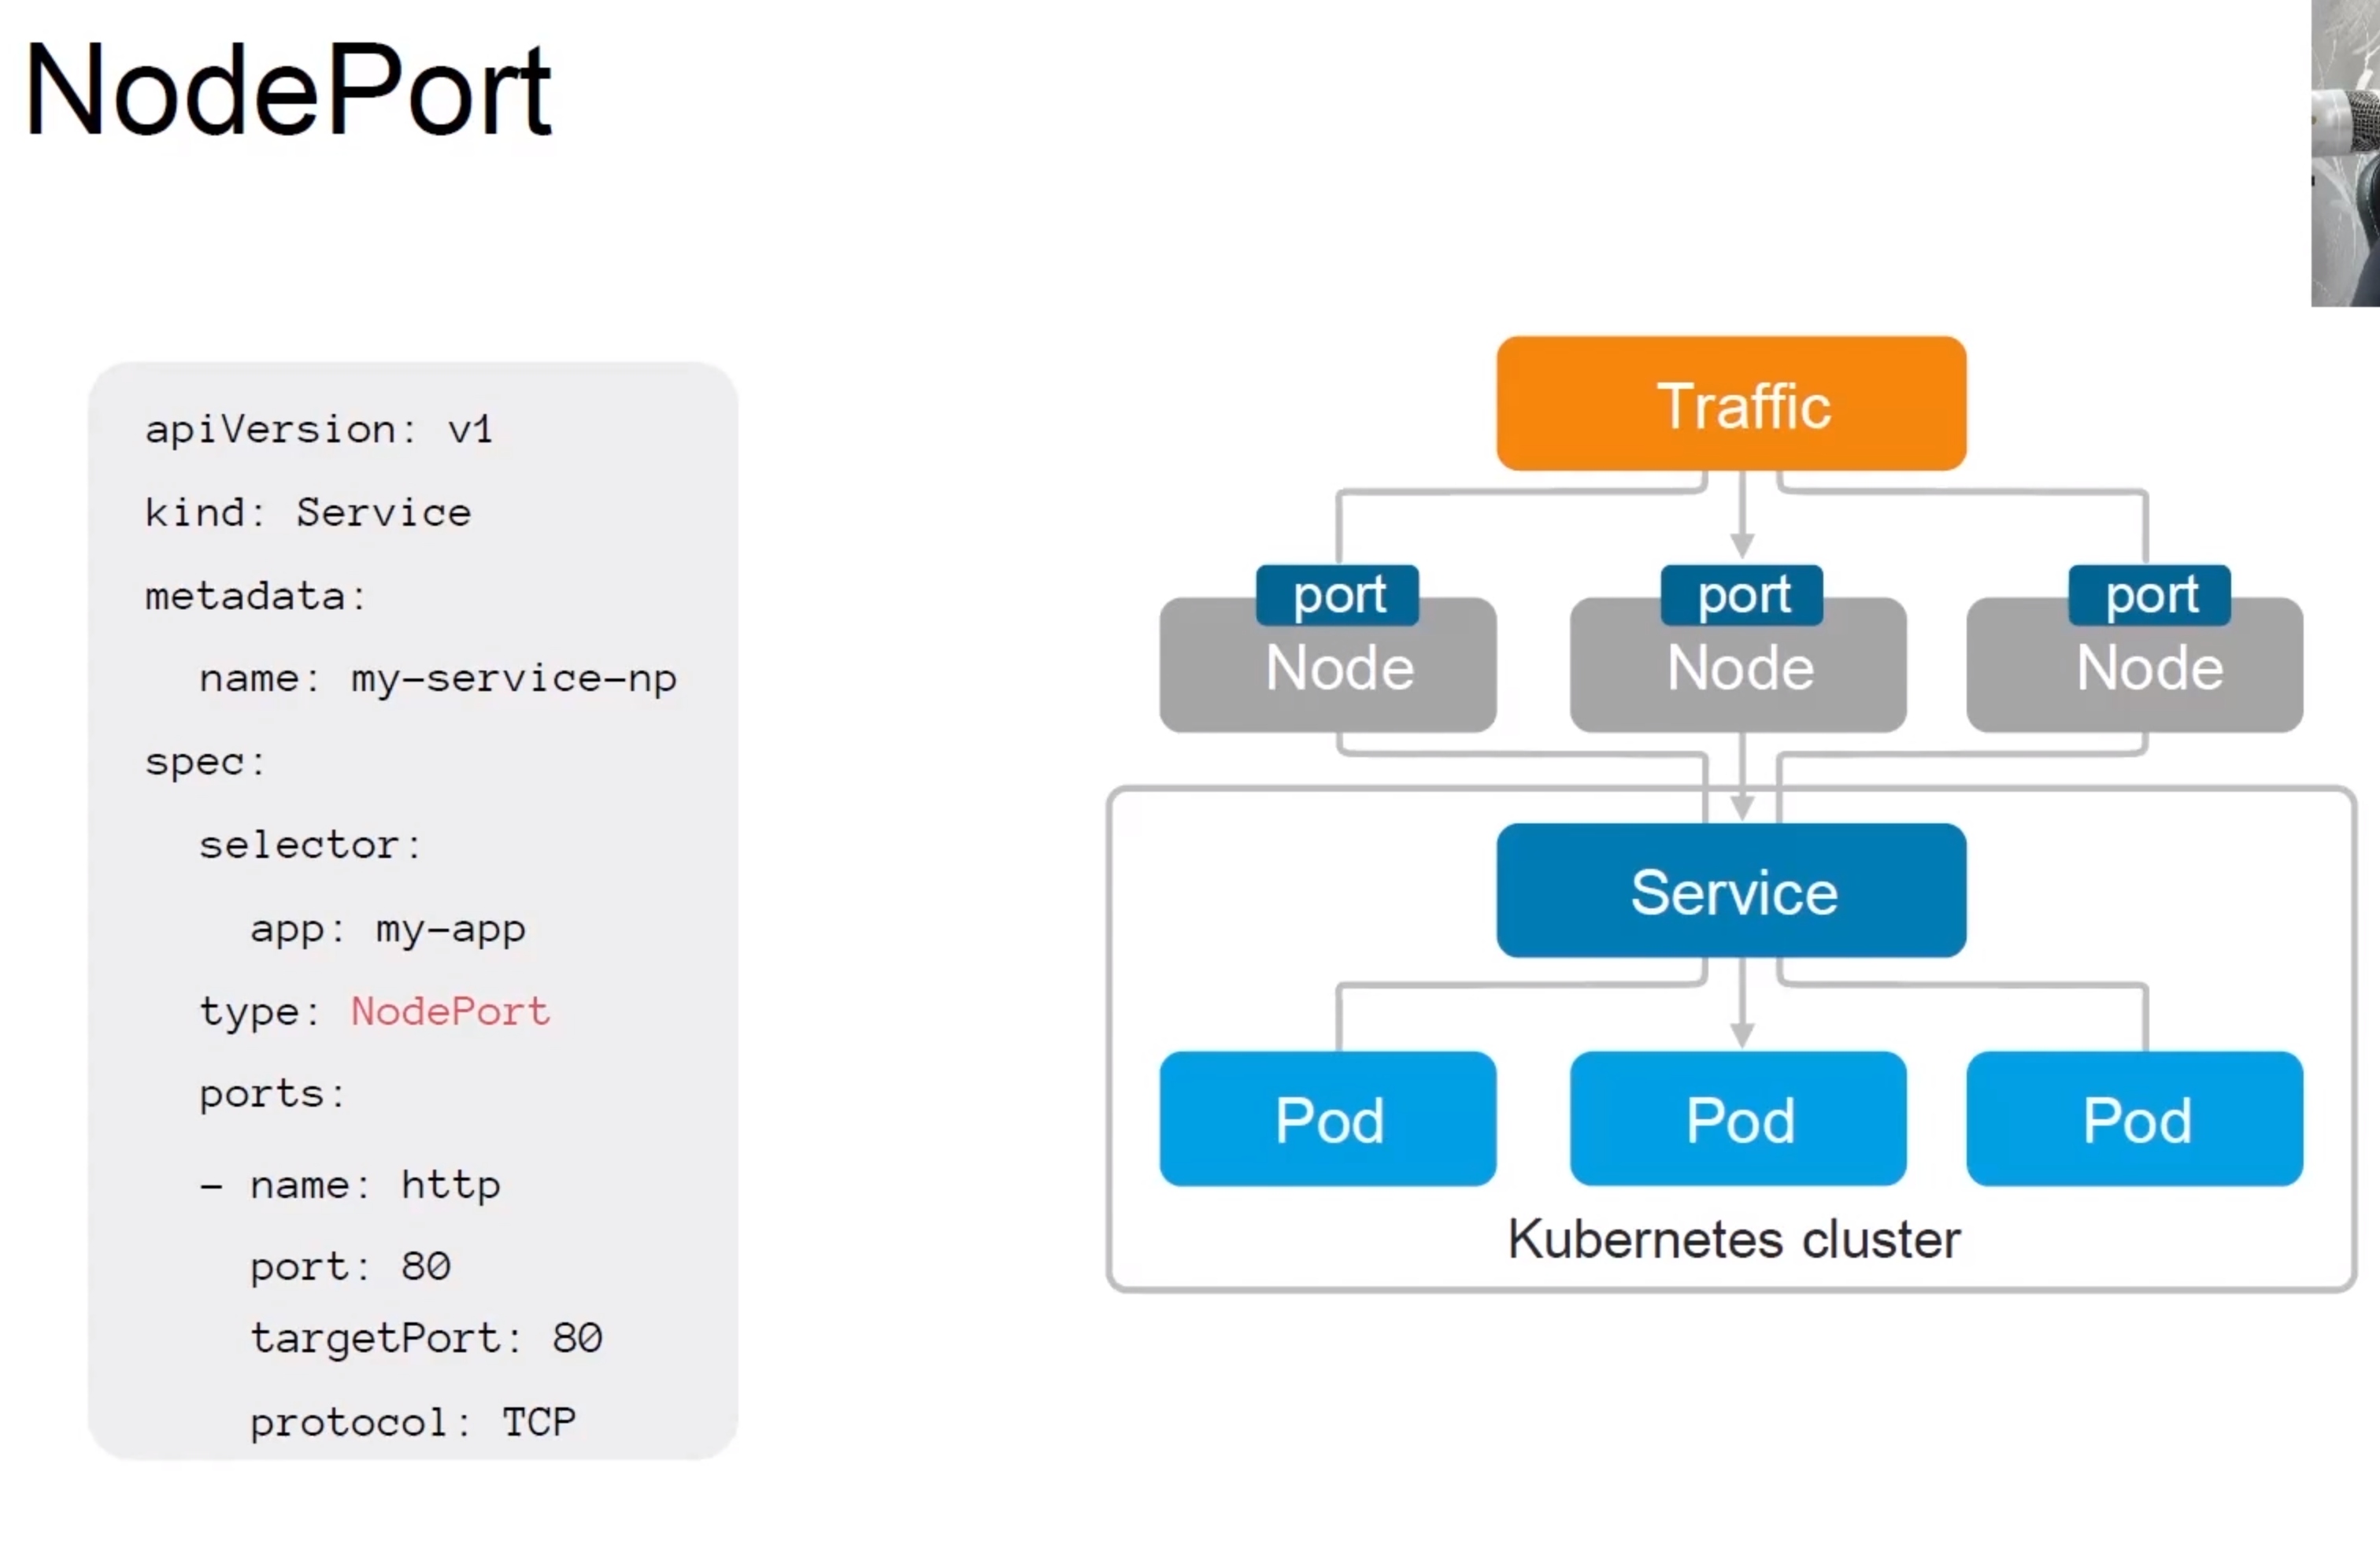 NodePort
apiVersion: v1
kind: Service
metadata:
  name: my-service-np
spec:
  selector:
    app: my-app
  type: NodePort
  ports:
  - name: http
    port: 80
    targetPort: 80
    protocol: TCP
Traffic
port port port
Node Node Node
Service
Pod Pod Pod
Kubernetes cluster